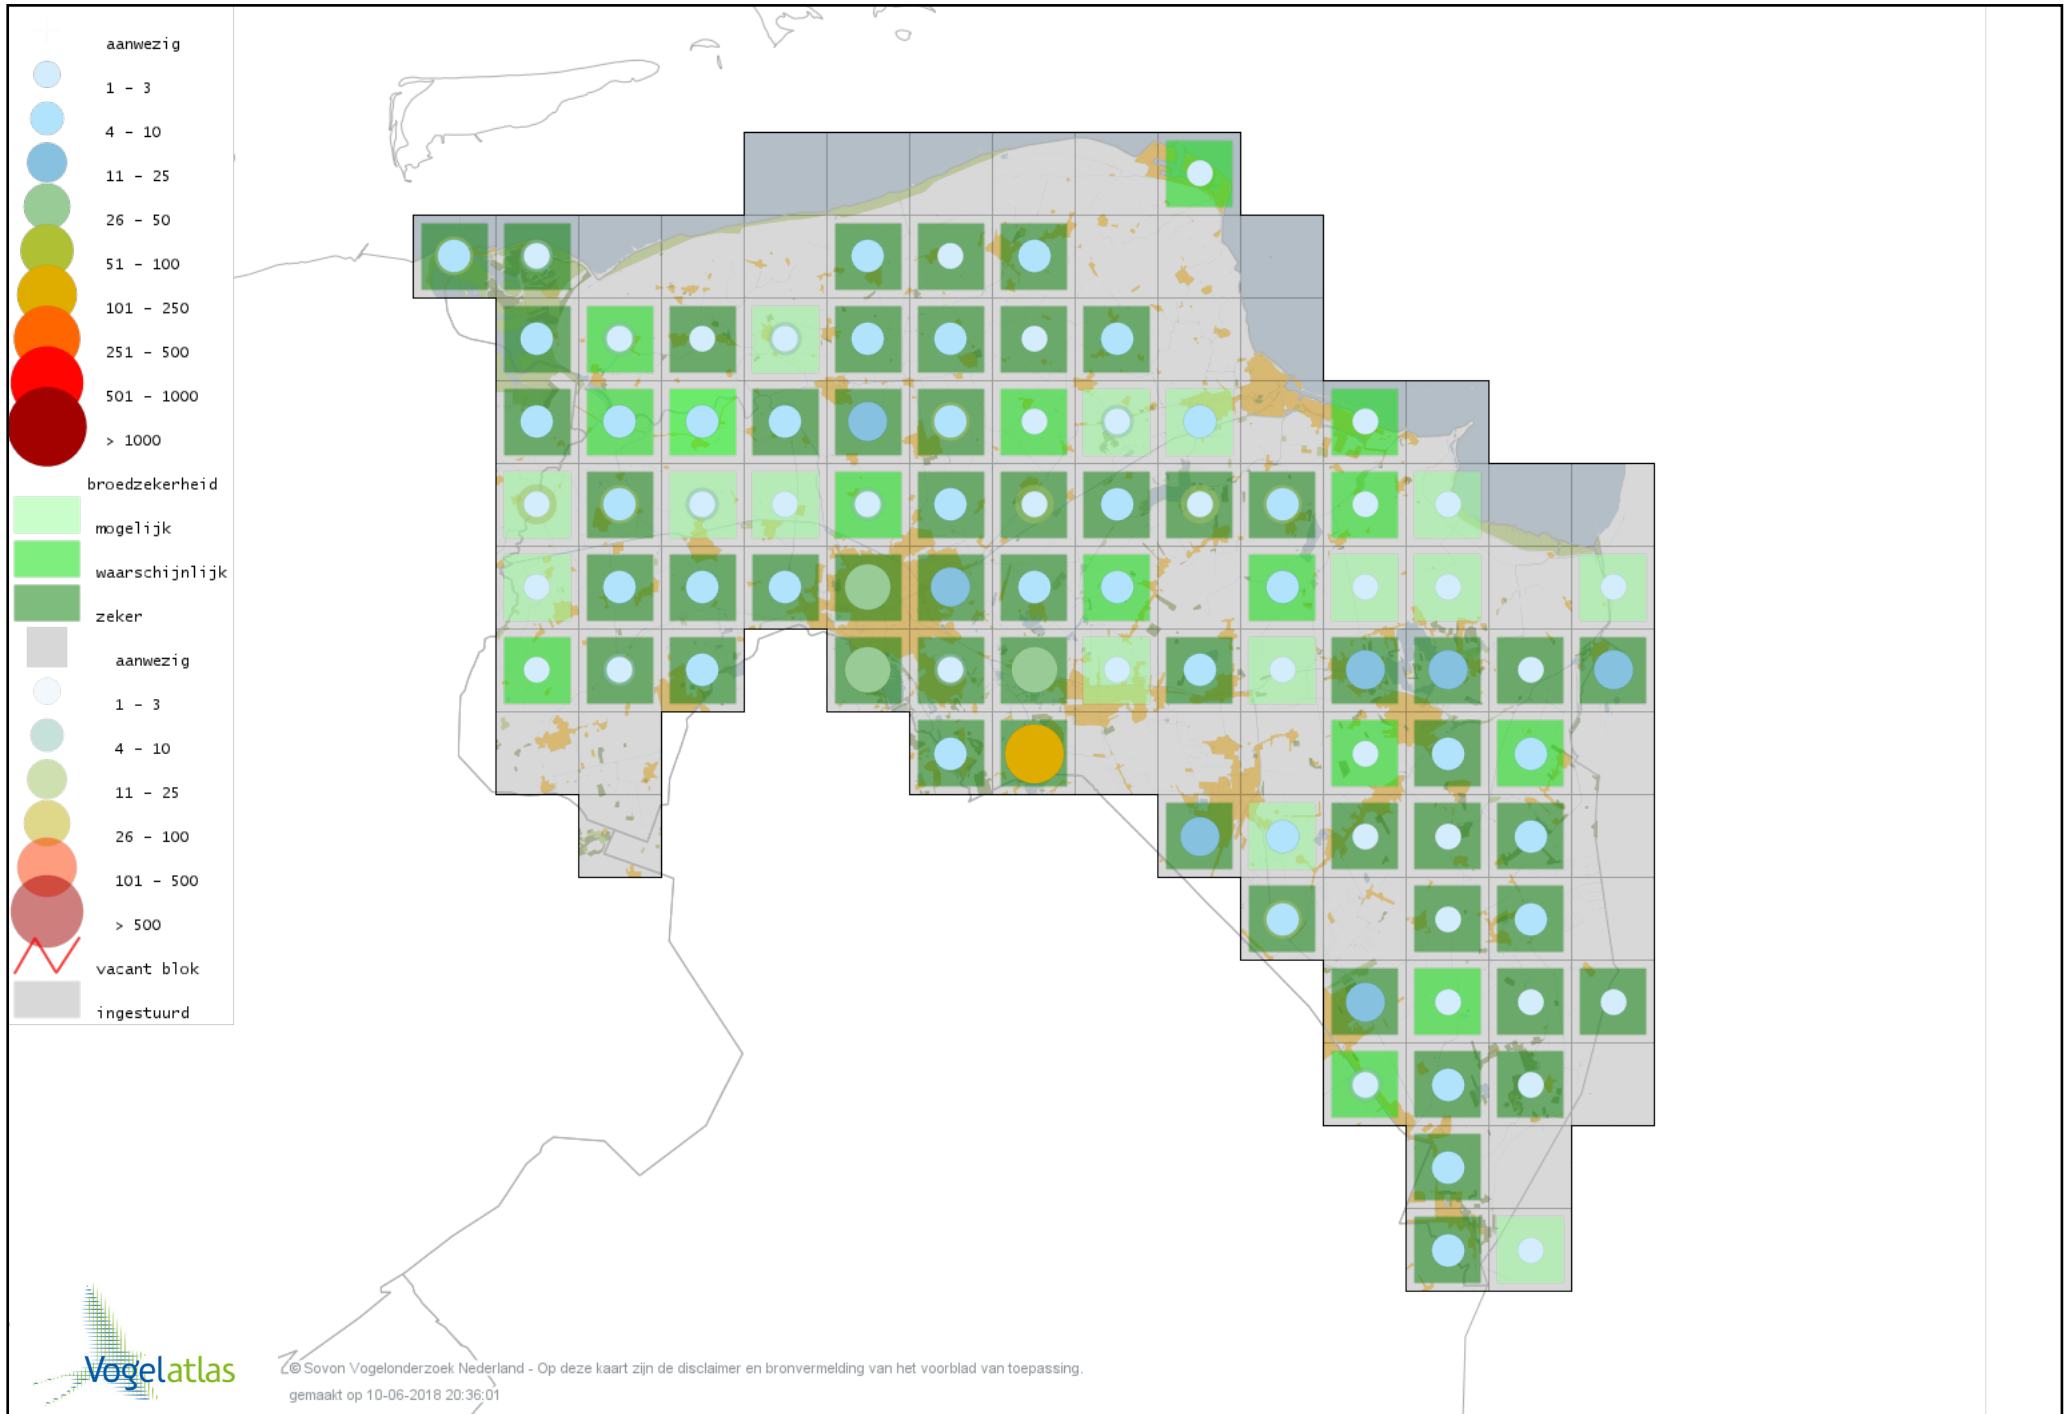 aanwezig
1 - 3
4 - 10
11 - 25
26 - 50
51 - 100
101 - 250
251 - 500
501 - 1000
> 1000
broedzekerheid
mogelijk
waarschijnlijk
zeker
aanwezig
1 - 3
4 - 10
11 - 25
26 - 100
101 - 500
> 500
vacant blok
ingestuurd
Vogelatlas
© Sovon Vogelonderzoek Nederland - Op deze kaart zijn de disclaimer en bronvermelding van het voorblad van toepassing.
gemaakt op 10-06-2018 20:36:01